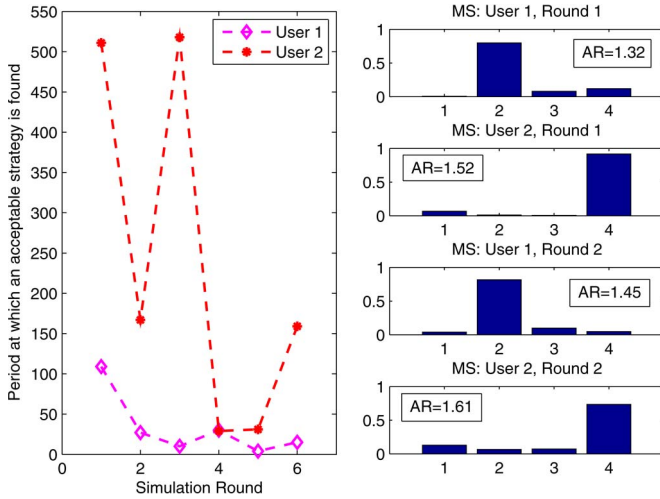 Period at which an acceptable strategy is found
550
500
450
400
350
300
250
200
150
100
50
0
User 1
User 2
0 2 4 6
Simulation Round
MS: User 1, Round 1
1
0.5
0
AR=1.32
1 2 3 4
MS: User 2, Round 1
1
0.5
0
AR=1.52
1 2 3 4
MS: User 1, Round 2
1
0.5
0
AR=1.45
1 2 3 4
MS: User 2, Round 2
1
0.5
0
AR=1.61
1 2 3 4